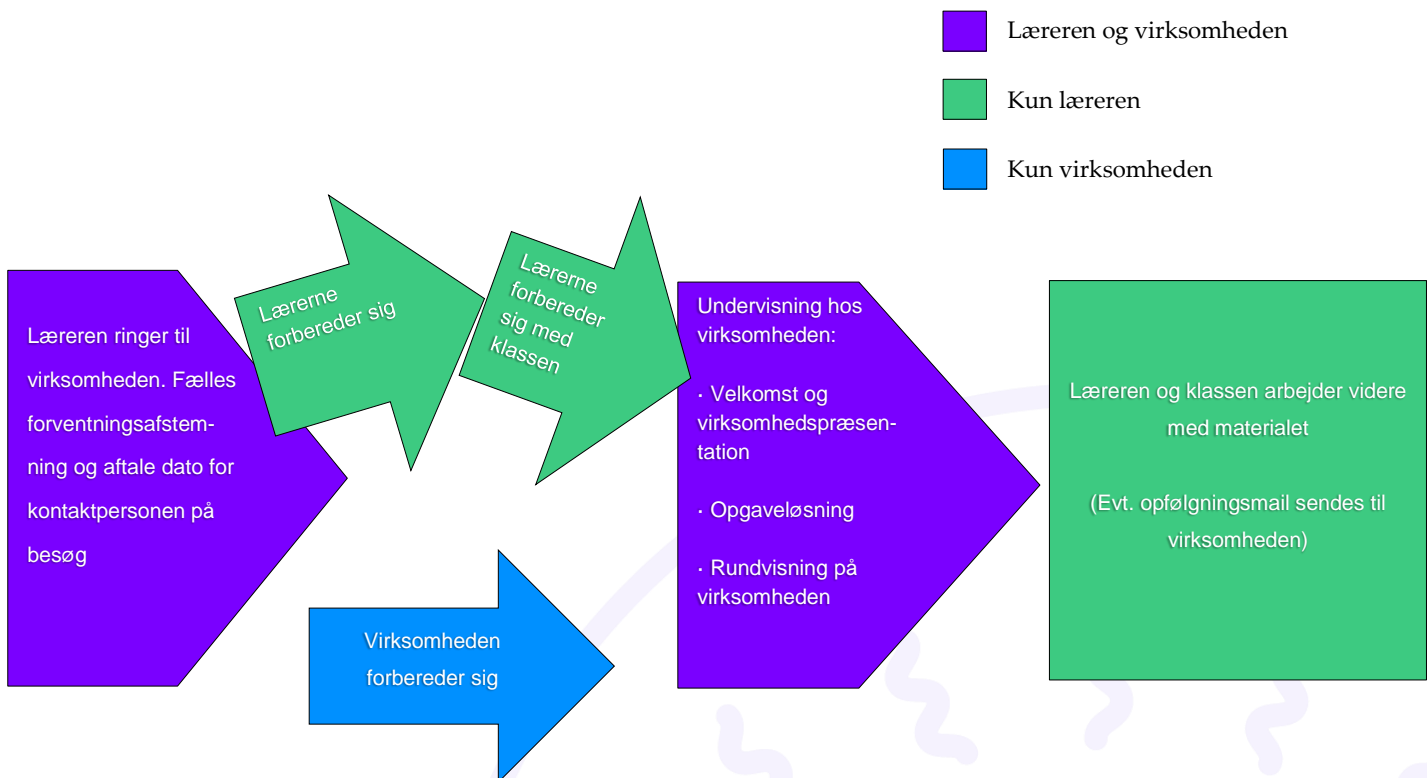 Læreren og virksomheden
Kun læreren
Kun virksomheden
Læreren ringer til
virksomheden. Fælles
forventningsafstem-
ning og aftale dato for
kontaktpersonen på
besøg
Lærerne
forbereder sig
Lærerne
forbereder
sig med
klassen
Virksomheden
forbereder sig
Undervisning hos
virksomheden:
· Velkomst og
virksomhedspræsen-
tation
· Opgaveløsning
· Rundvisning på
virksomheden
Læreren og klassen arbejder videre
med materialet
(Evt. opfølgningsmail sendes til
virksomheden)